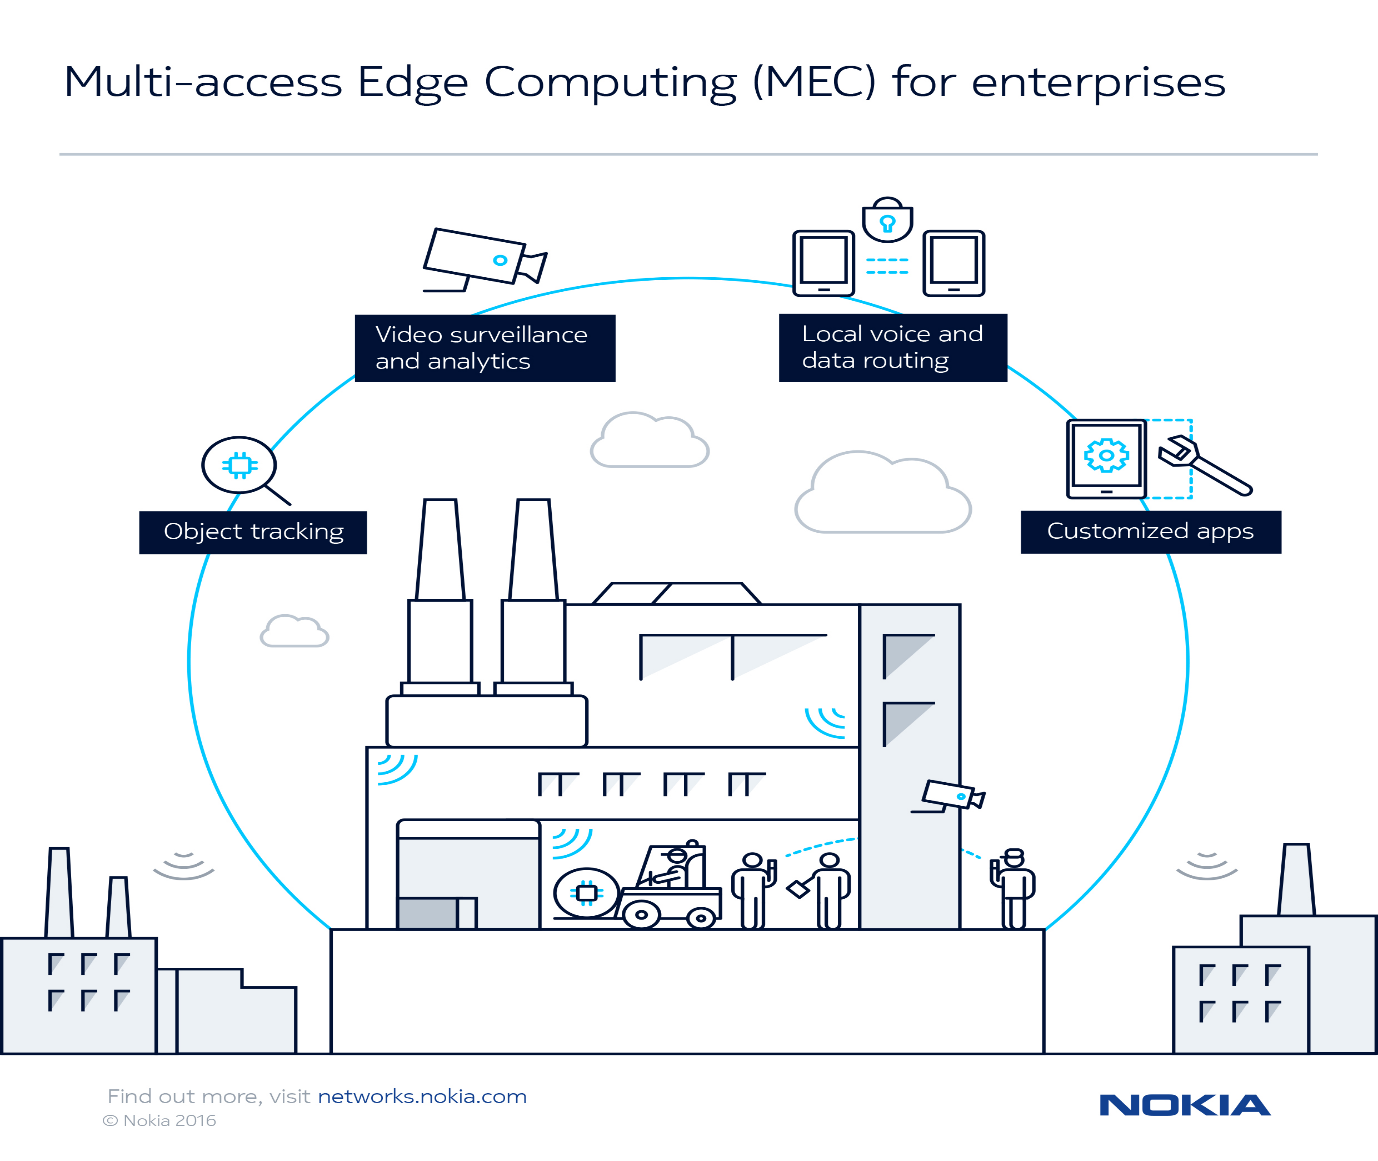 Multi-access Edge Computing (MEC) for enterprises
Video surveillance
and analytics
Local voice and
data routing
Object tracking
Customized apps
Find out more, visit networks.nokia.com
© Nokia 2016
NOKIA